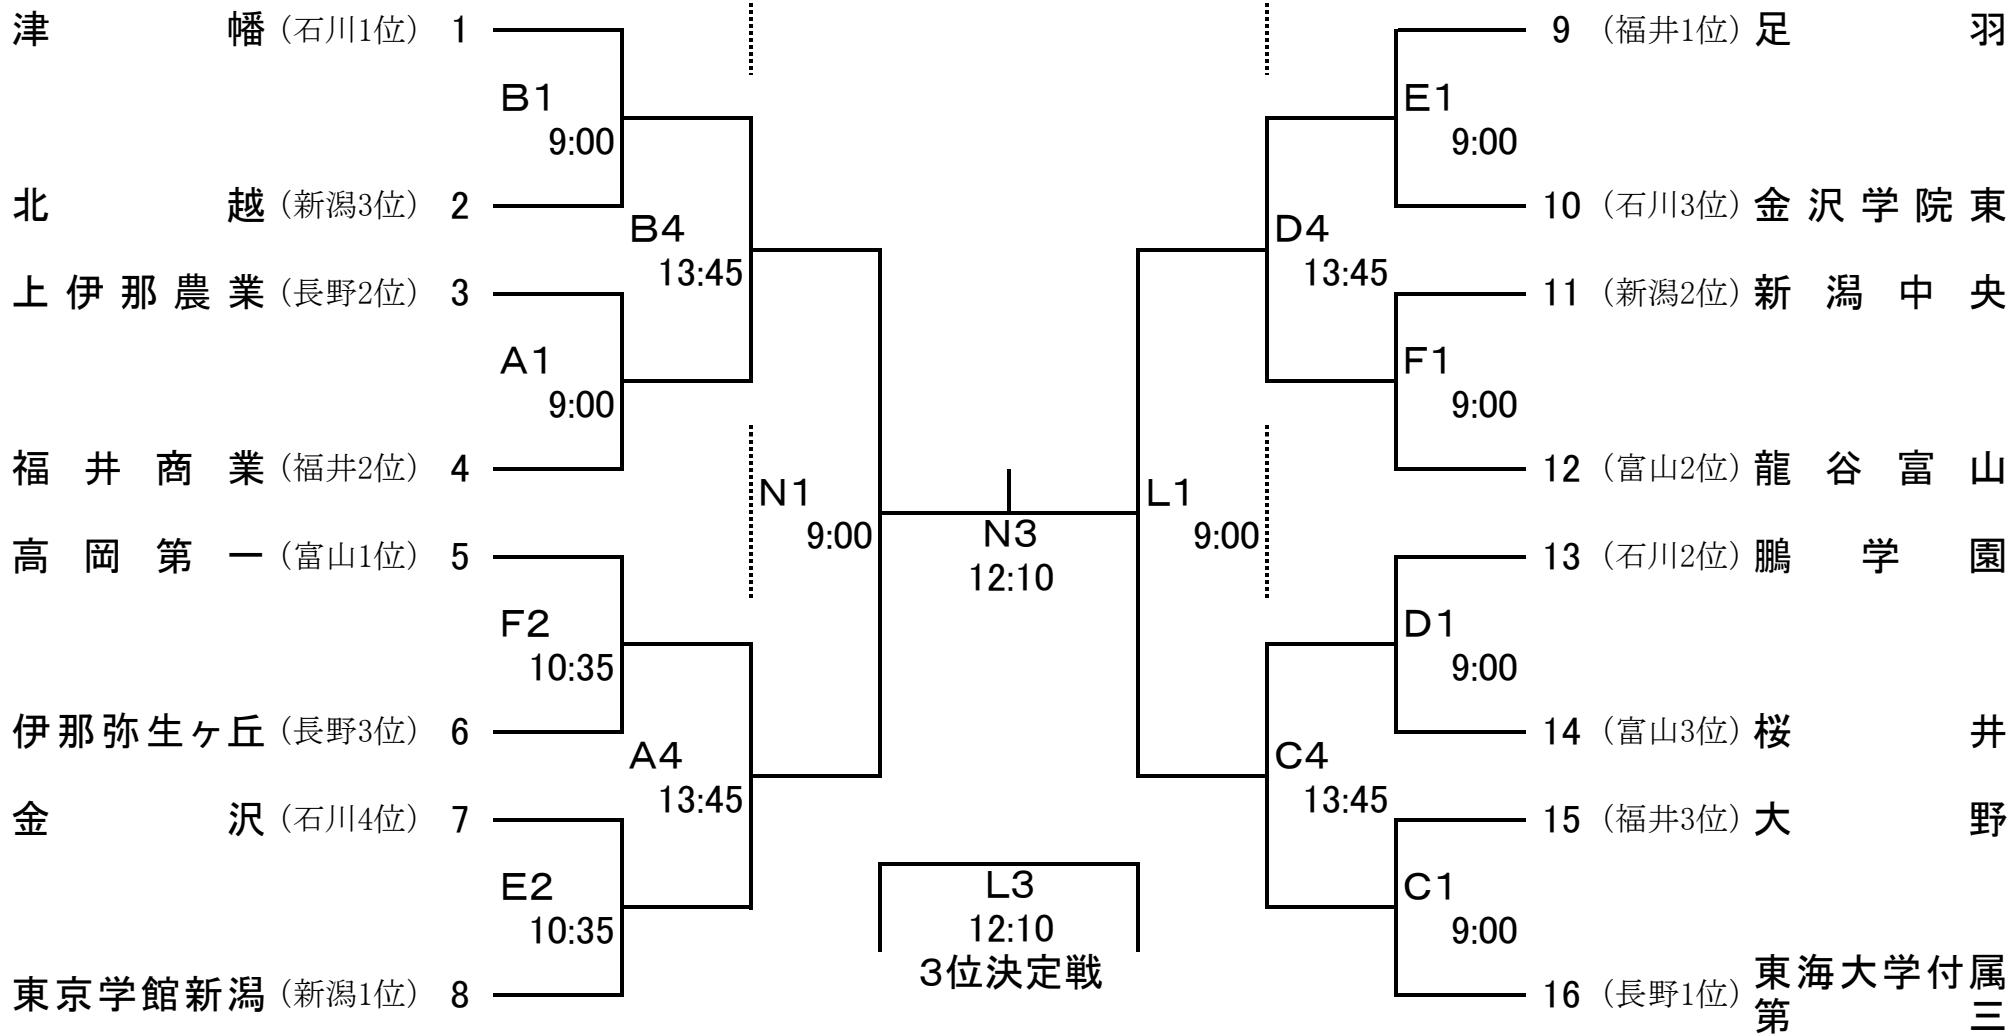 津幡 (石川1位) 1
B1
9:00
北越 (新潟3位) 2
B4
13:45
上伊那農業 (長野2位) 3
A1
9:00
福井商業 (福井2位) 4
N1
9:00
高岡第一 (富山1位) 5
F2
10:35
伊那弥生ヶ丘 (長野3位) 6
A4
13:45
金沢 (石川4位) 7
E2
10:35
東京学館新潟 (新潟1位) 8
N3
12:10
L3
12:10
3位決定戦
9 (福井1位) 足羽
E1
9:00
10 (石川3位) 金沢学院東
D4
13:45
11 (新潟2位) 新潟中央
F1
9:00
12 (富山2位) 龍谷富山
L1
9:00
13 (石川2位) 鵬学園
D1
9:00
14 (富山3位) 桜井
C4
13:45
15 (福井3位) 大野
C1
9:00
16 (長野1位) 東海大学付属
第三